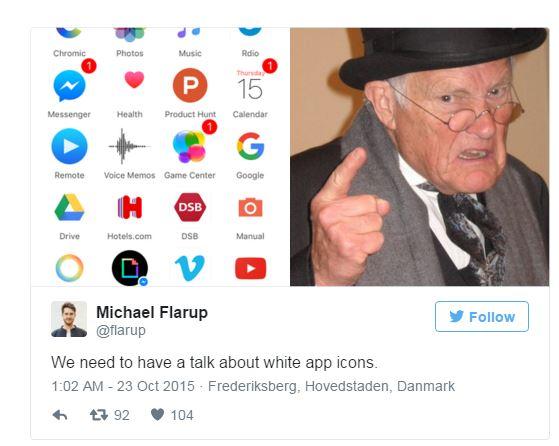 Chromic Photos Music Rdio
1 Thursday 1
P 15
Messenger Health Product Hunt Calendar
1
G
Remote Voice Memos Game Center Google
H DSB
Drive Hotels.com DSB Manual
Michael Flarup
@flarup
Follow
We need to have a talk about white app icons.
1:02 AM - 23 Oct 2015 · Frederiksberg, Hovedstaden, Danmark
92 104